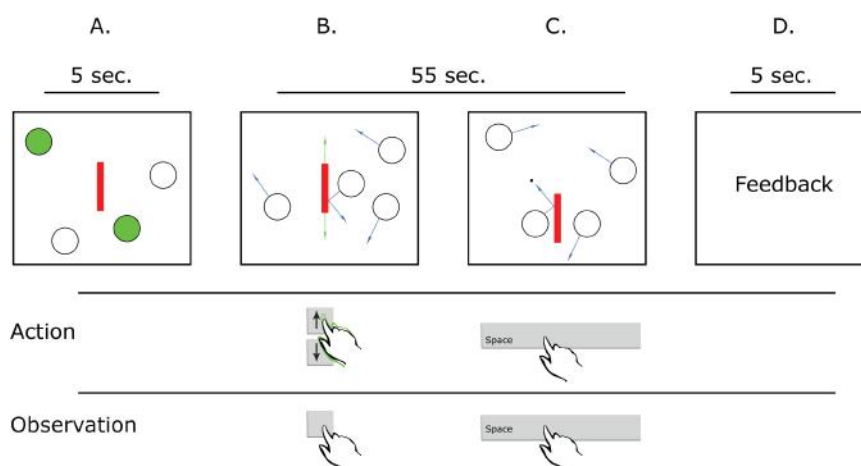 A. B. C. D.
5 sec. 55 sec. 5 sec.
Feedback
Action
Space
Observation
Space